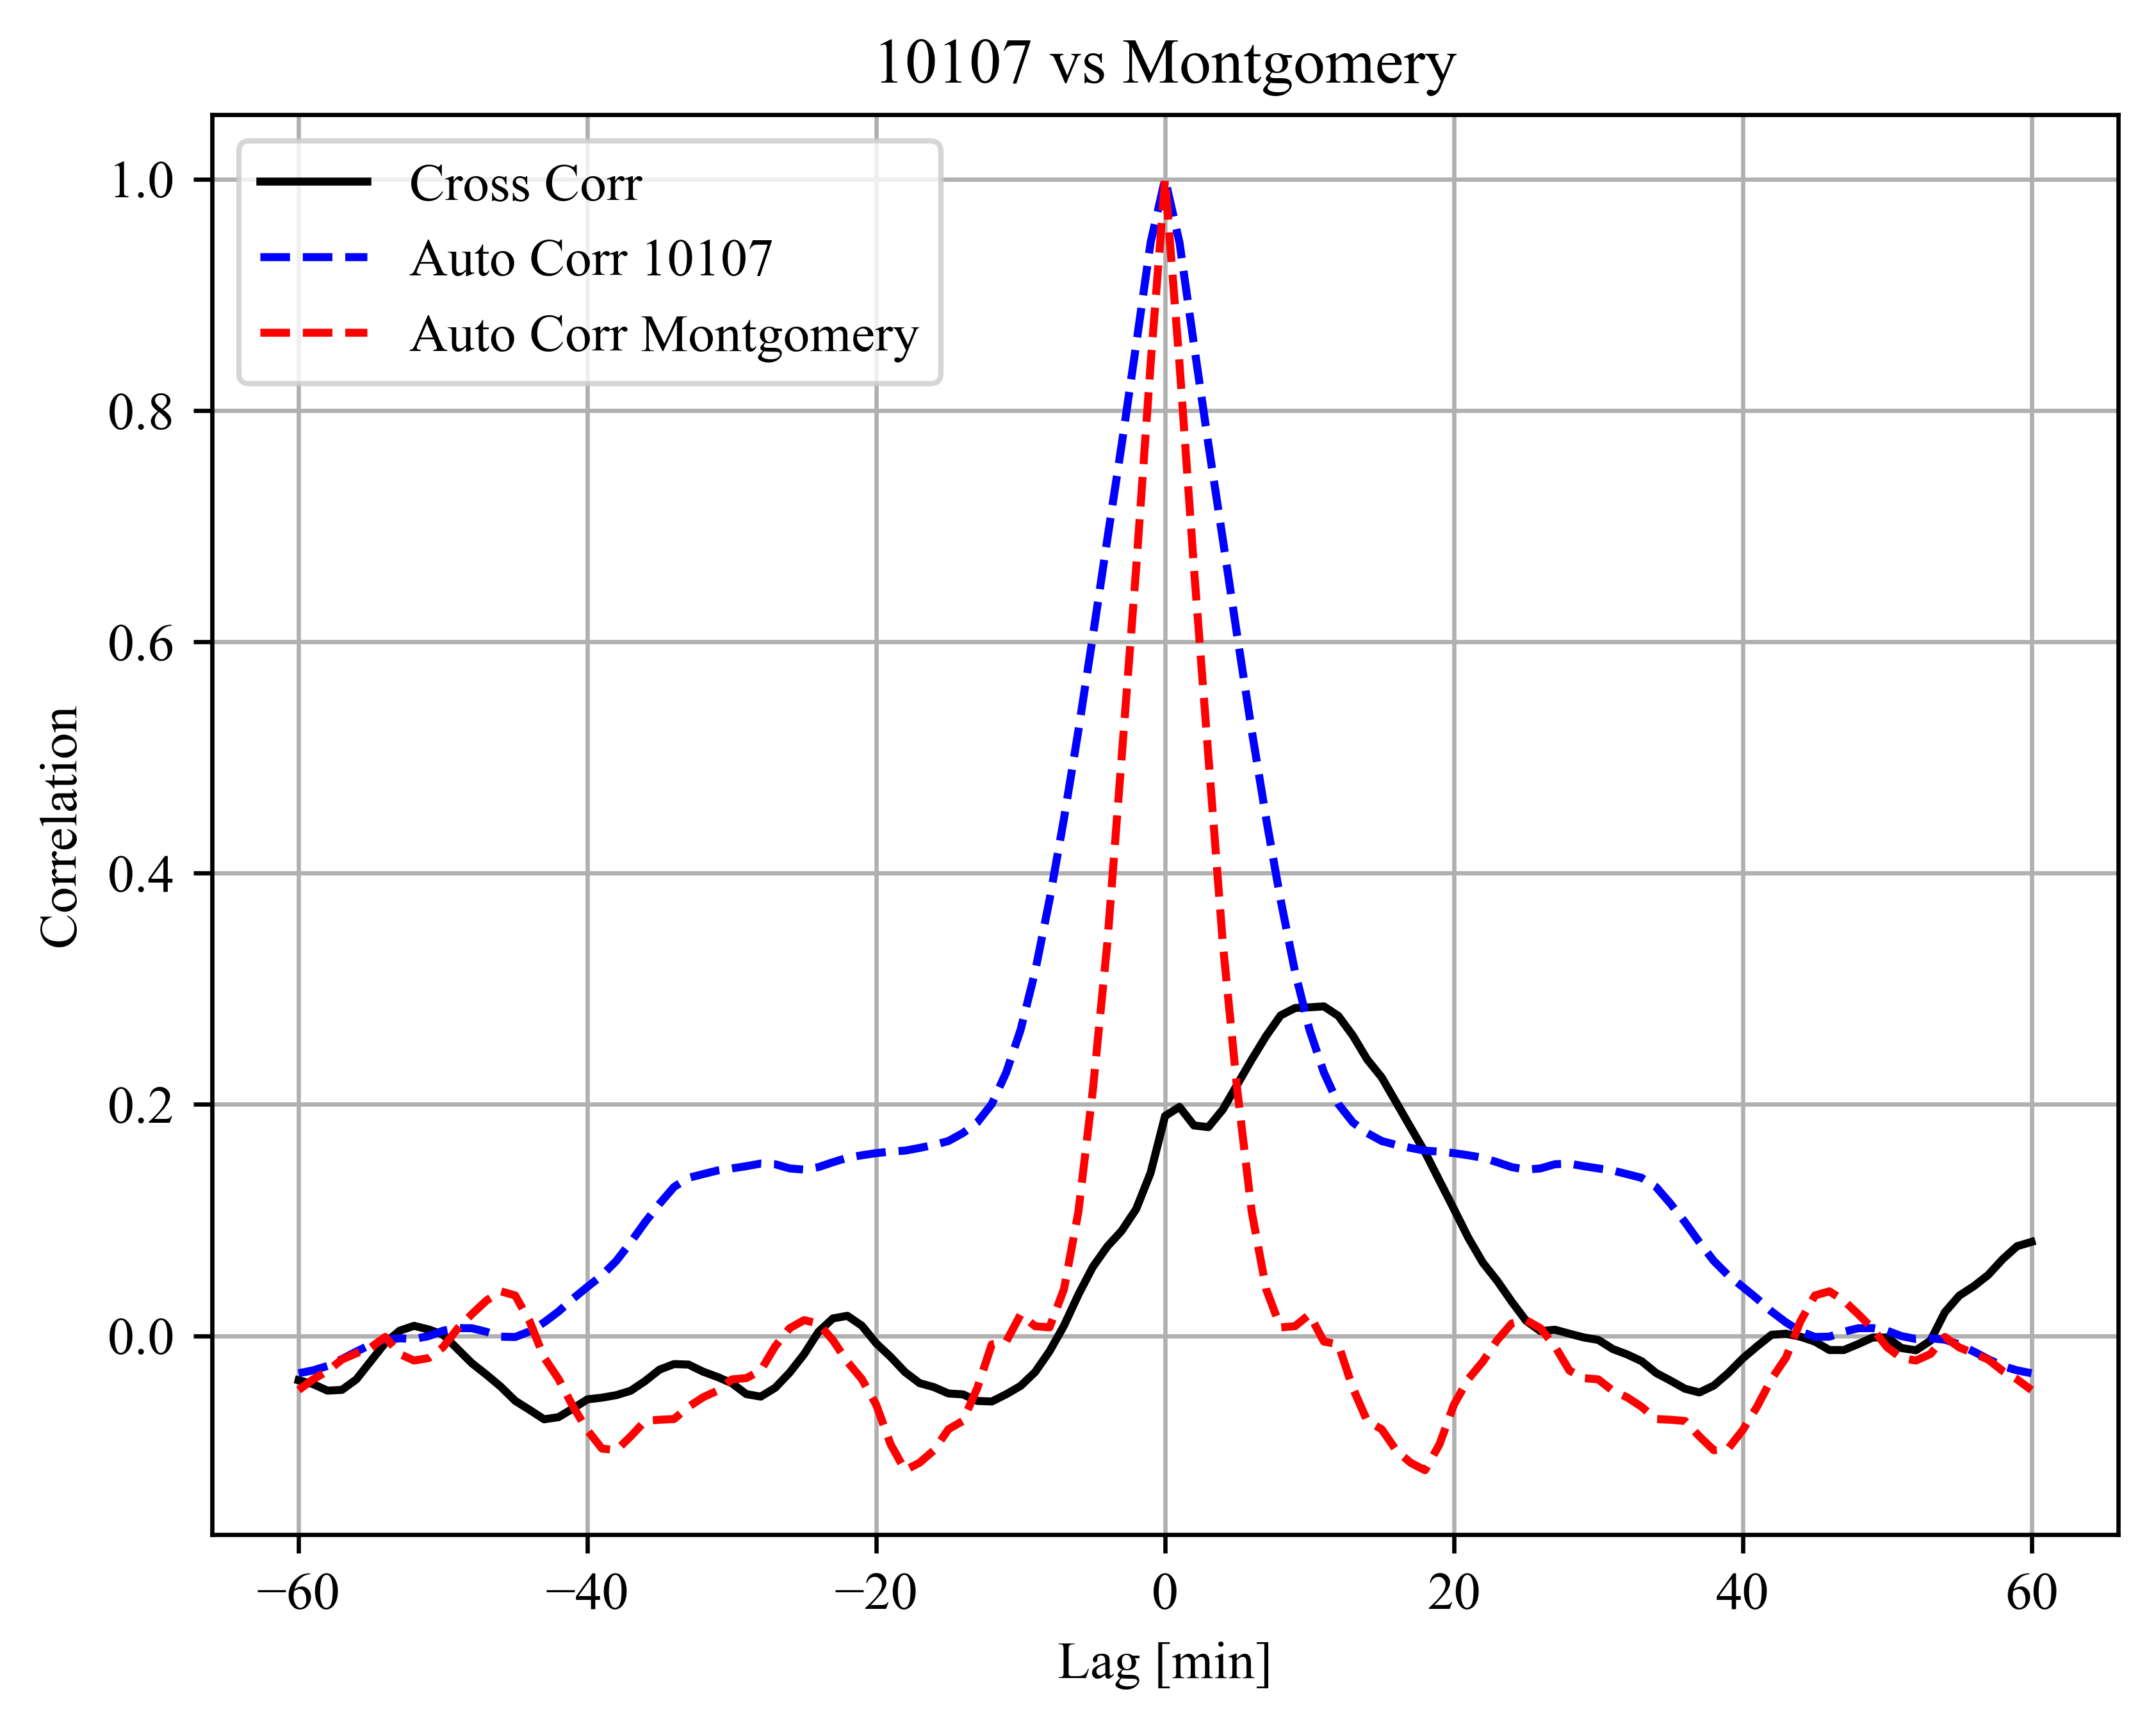 10107 vs Montgomery
Cross Corr
Auto Corr 10107
Auto Corr Montgomery
1.0
0.8
0.6
0.4
0.2
0.0
Correlation
−60 −40 −20 0 20 40 60
Lag [min]